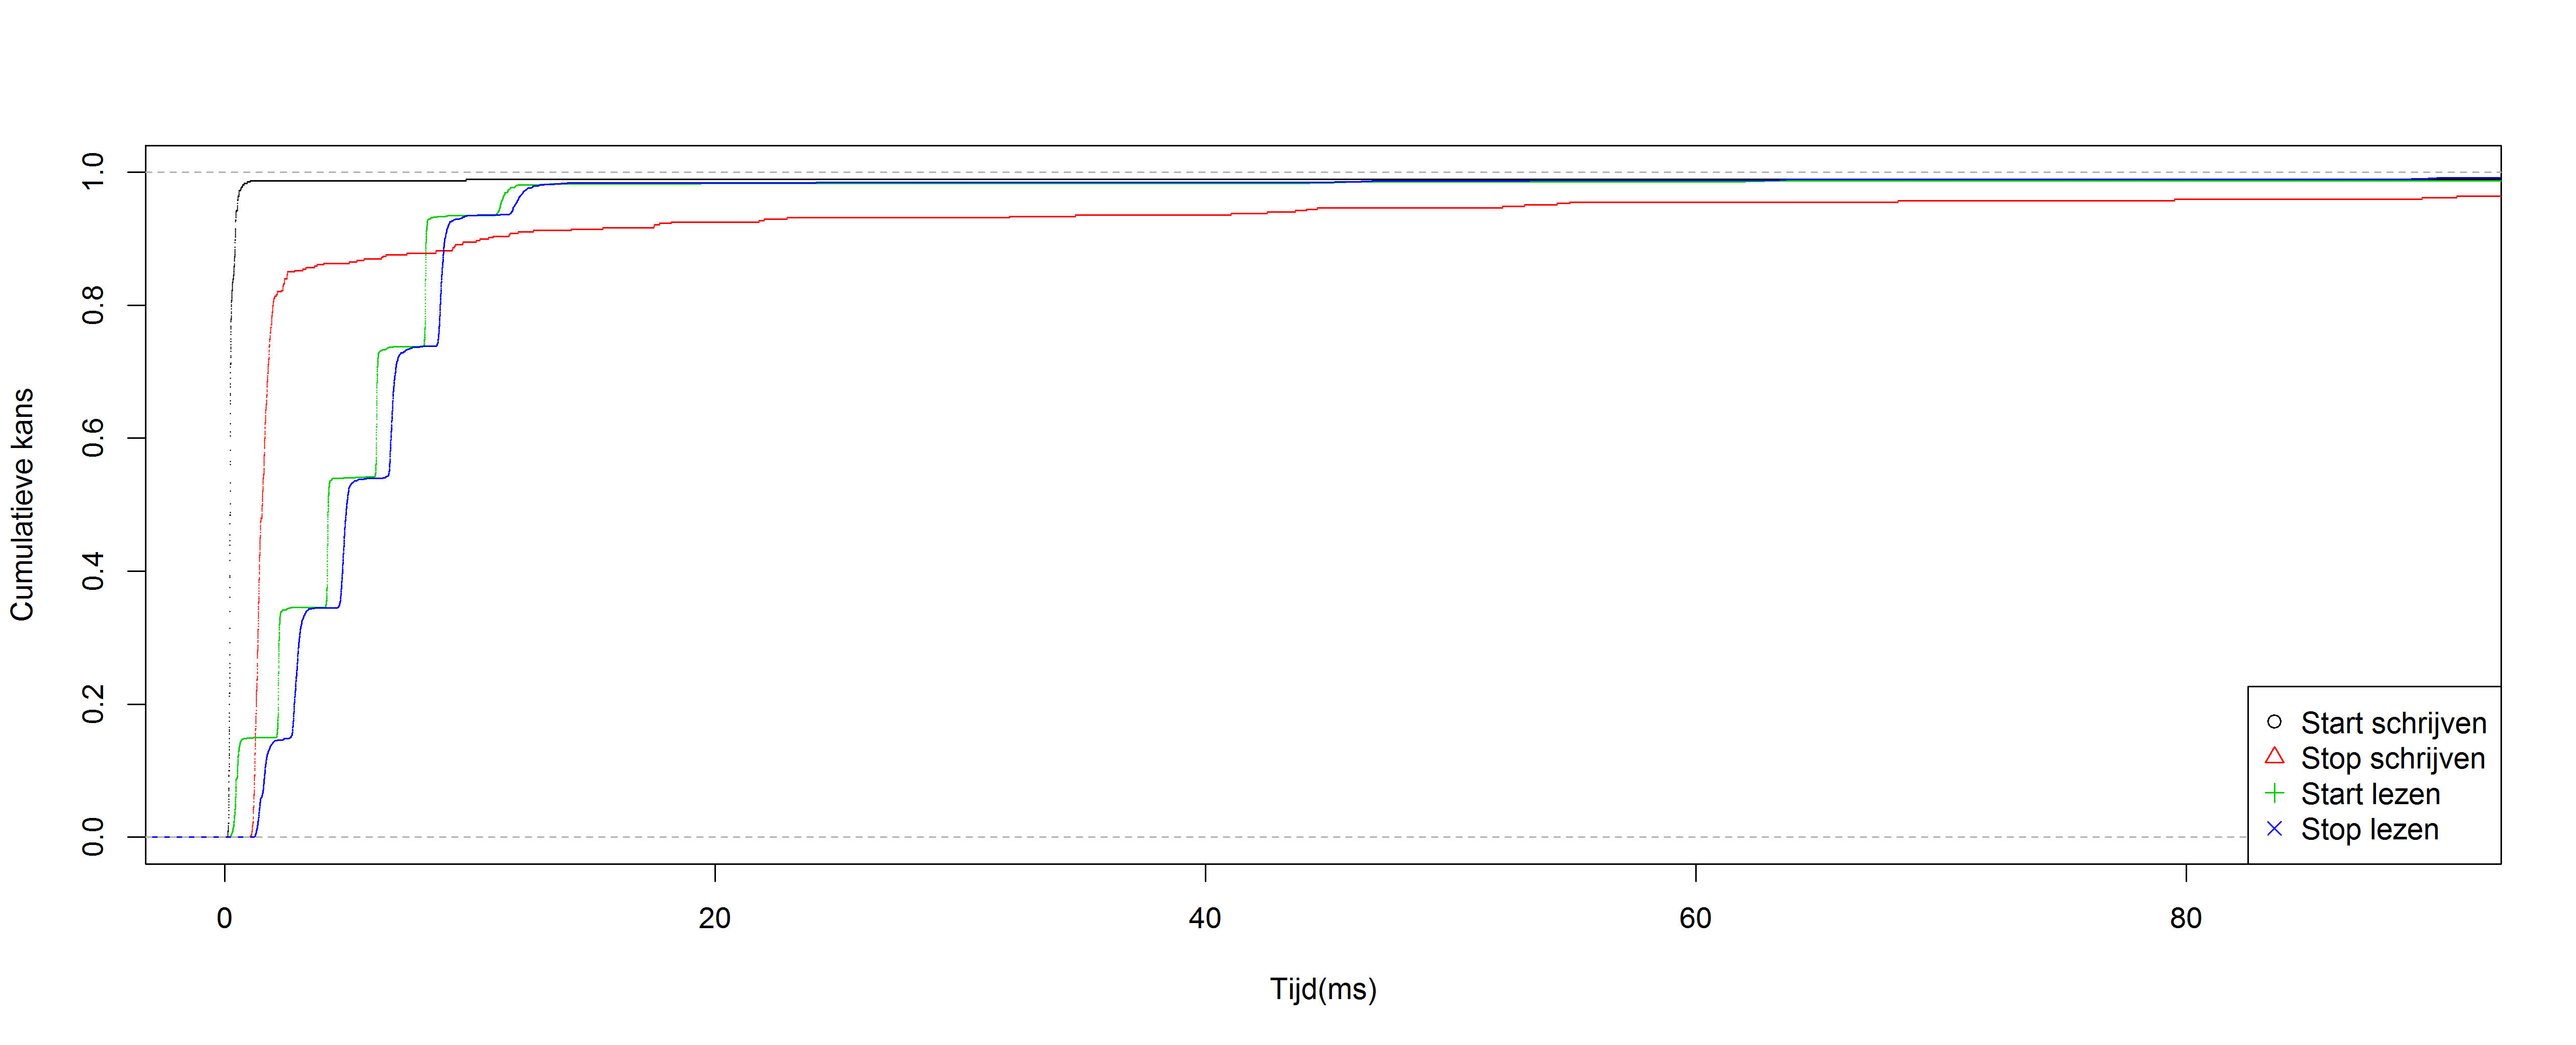 Cumulatieve kans
1.0
0.8
0.6
0.4
0.2
0.0
0 20 40 60 80
Tijd(ms)
Start schrijven
Stop schrijven
Start lezen
Stop lezen